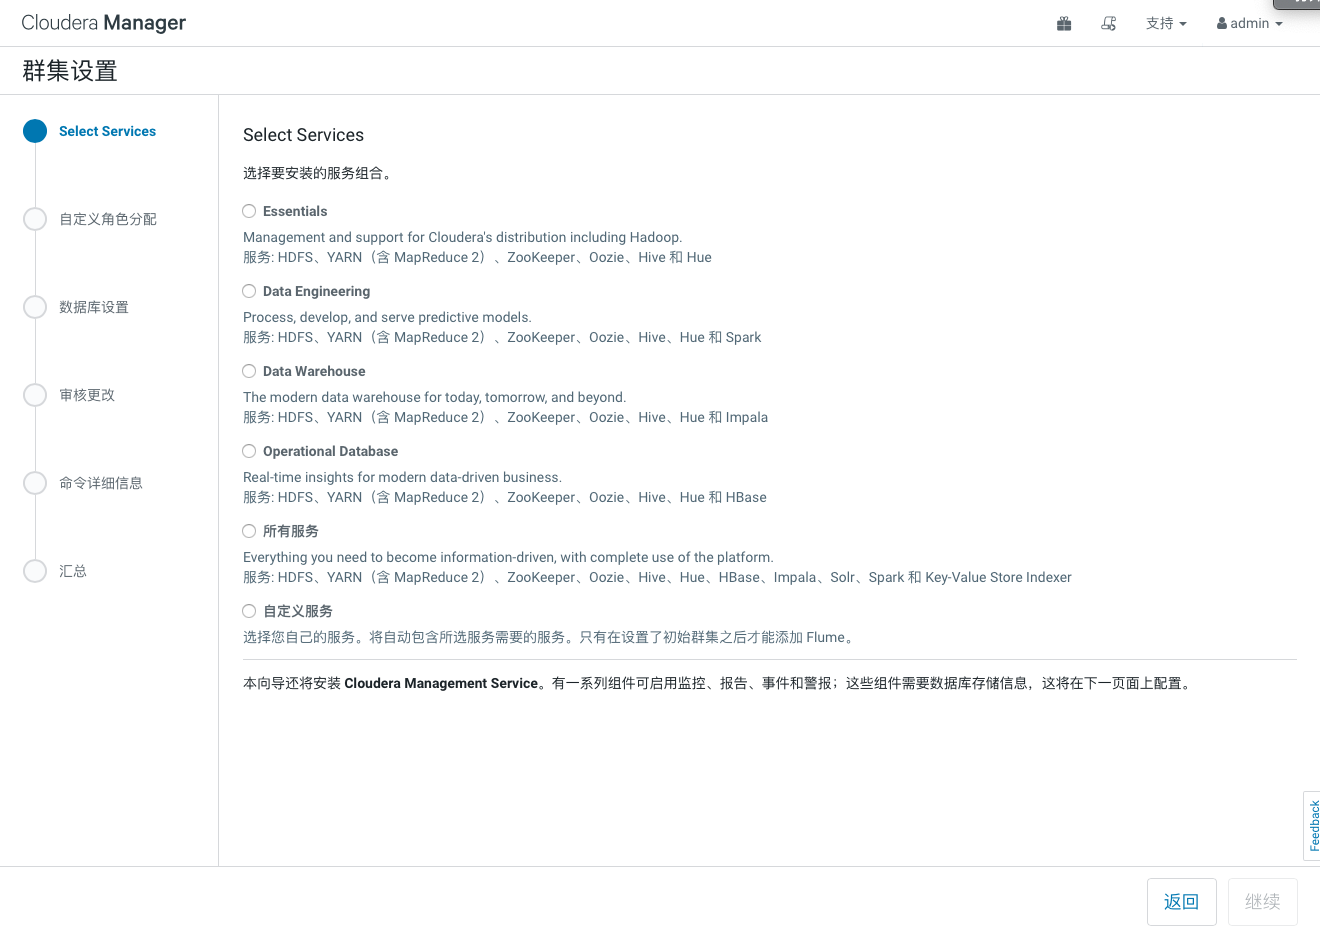 Cloudera Manager
支持
admin
群集设置
Select Services
自定义角色分配
数据库设置
审核更改
命令详细信息
汇总
Select Services
选择要安装的服务组合。
Essentials
Management and support for Cloudera's distribution including Hadoop.
服务: HDFS、YARN（含 MapReduce 2）、ZooKeeper、Oozie、Hive 和 Hue
Data Engineering
Process, develop, and serve predictive models.
服务: HDFS、YARN（含 MapReduce 2）、ZooKeeper、Oozie、Hive、Hue 和 Spark
Data Warehouse
The modern data warehouse for today, tomorrow, and beyond.
服务: HDFS、YARN（含 MapReduce 2）、ZooKeeper、Oozie、Hive、Hue 和 Impala
Operational Database
Real-time insights for modern data-driven business.
服务: HDFS、YARN（含 MapReduce 2）、ZooKeeper、Oozie、Hive、Hue 和 HBase
所有服务
Everything you need to become information-driven, with complete use of the platform.
服务: HDFS、YARN（含 MapReduce 2）、ZooKeeper、Oozie、Hive、Hue、HBase、Impala、Solr、Spark 和 Key-Value Store Indexer
自定义服务
选择您自己的服务。将自动包含所选服务需要的服务。只有在设置了初始群集之后才能添加 Flume。
本向导还将安装 Cloudera Management Service。有一系列组件可启用监控、报告、事件和警报；这些组件需要数据库存储信息，这将在下一页面上配置。
Feedback
返回
继续